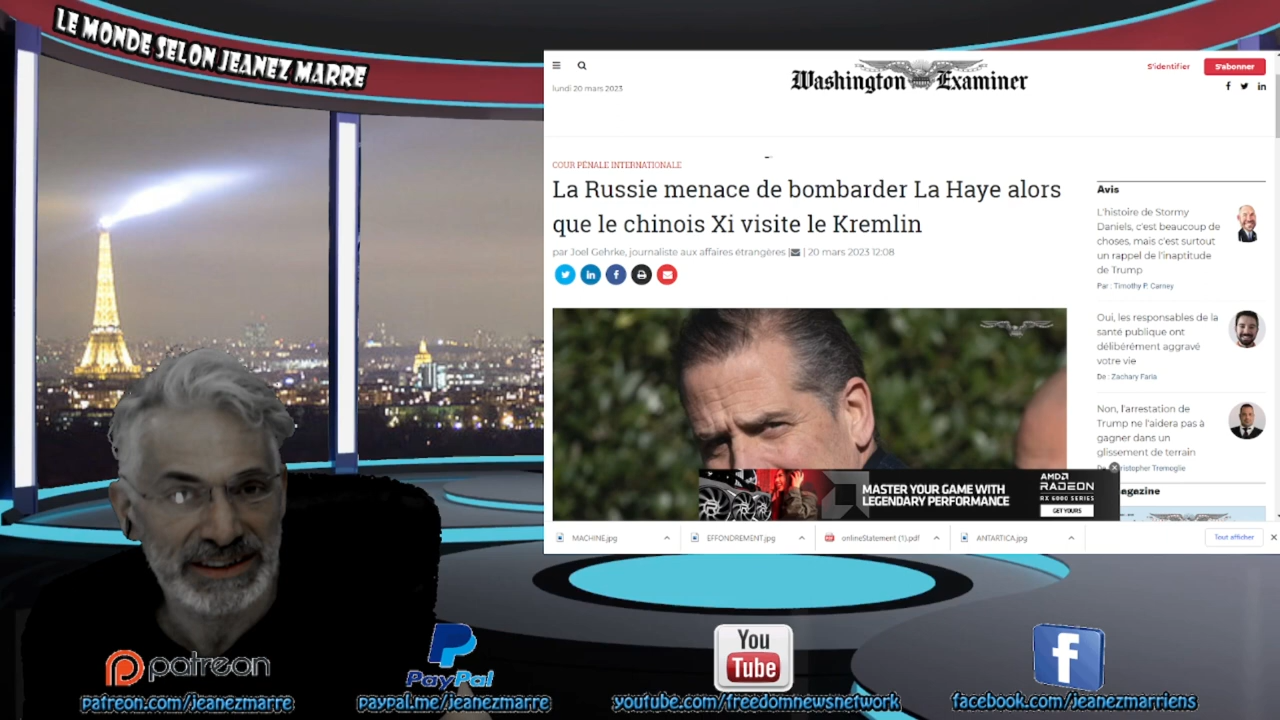 LE MONDE SELON JEANEZ MARRE
Washington Examiner
S'identifier
S'abonner
lundi 20 mars 2023
COUR PÉNALE INTERNATIONALE
La Russie menace de bombarder La Haye alors
que le chinois Xi visite le Kremlin
par Joel Gehrke, journaliste aux affaires étrangères | | 20 mars 2023 12:08
Avis
L'histoire de Stormy
Daniels, c'est beaucoup de
choses, mais c'est surtout
un rappel de l'inaptitude
de Trump
Par : Timothy P. Carney
Oui, les responsables de la
santé publique ont
délibérément aggravé
votre vie
De : Zachary Faria
Non, l'arrestation de
Trump ne l'aidera pas à
gagner dans un
glissement de terrain
De ristopher Tremoglie
agazine
MASTER YOUR GAME WITH
LEGENDARY PERFORMANCE
AMD
RADEON
RX 6000 SERIES
GET YOURS
MACHINE.jpg
EFFONDREMENT.jpg
onlineStatement (1).pdf
ANTARTICA.jpg
Tout afficher
patreon
patreon.com/jeanezmarre
PayPal
paypal.me/jeanezmarre
You
Tube
youtube.com/freedomnewsnetwork
f
facebook.com/jeanezmarriens